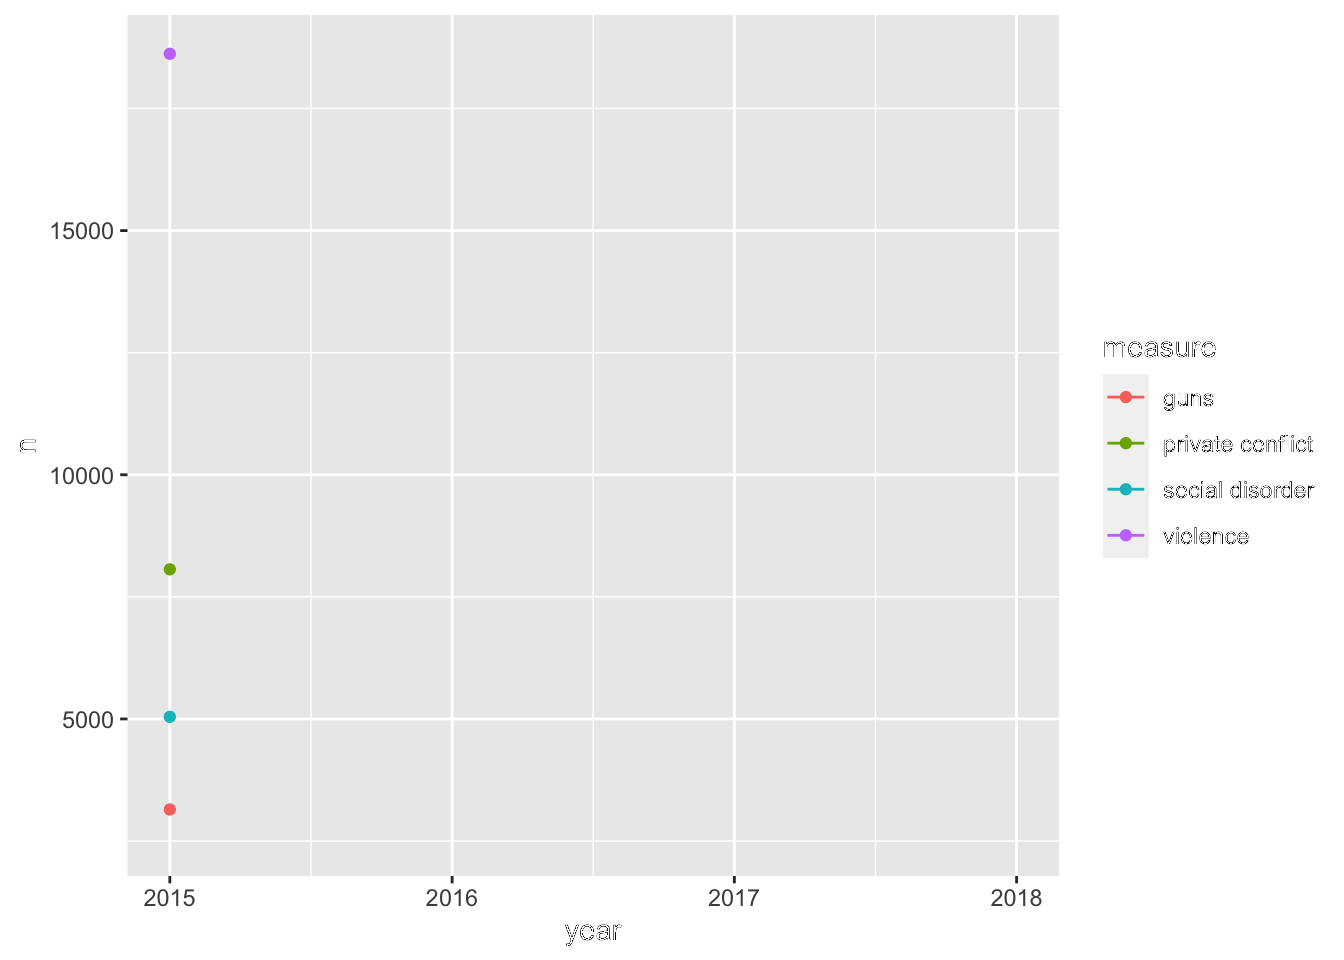 n
15000
10000
5000
2015 2016 2017 2018
year
measure
guns
private conflict
social disorder
violence